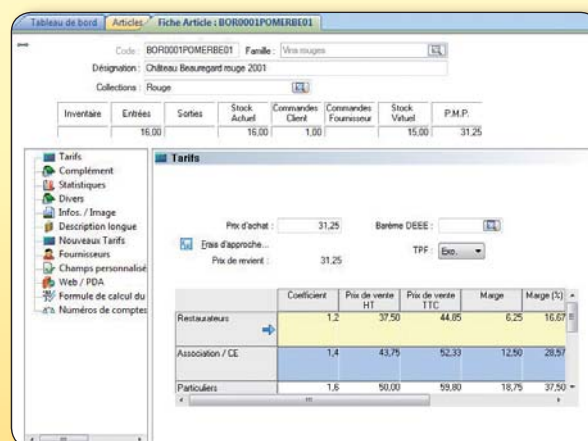 Tableau de bord Articles Fiche Article : BOR0001POMERBE01
Code : BOR0001POMERBE01 Famille : Vins rouges
Désignation : Château Beauregard rouge 2001
Collections : Rouge
Inventaire Entrées Sorties Stock Actuel Commandes Client Commandes Fournisseur Stock Virtuel P.M.P.
16,00 16,00 1,00 15,00 31,25
Tarifs
Complément
Statistiques
Divers
Infos. / Image
Description longue
Nouveaux Tarifs
Fournisseurs
Champs personnalisé
Web / PDA
Formule de calcul du
Numéros de comptes
Tarifs
Prix d'achat : 31,25 Barème DEEE :
Frais d'approche... TPF : Exo.
Prix de revient : 31,25
Coefficient Prix de vente HT Prix de vente TTC Marge Marge (%)
Restaurateurs 1,2 37,50 44,85 6,25 16,67
Association / CE 1,4 43,75 52,33 12,50 28,57
Particuliers 1,6 50,00 59,80 18,75 37,50